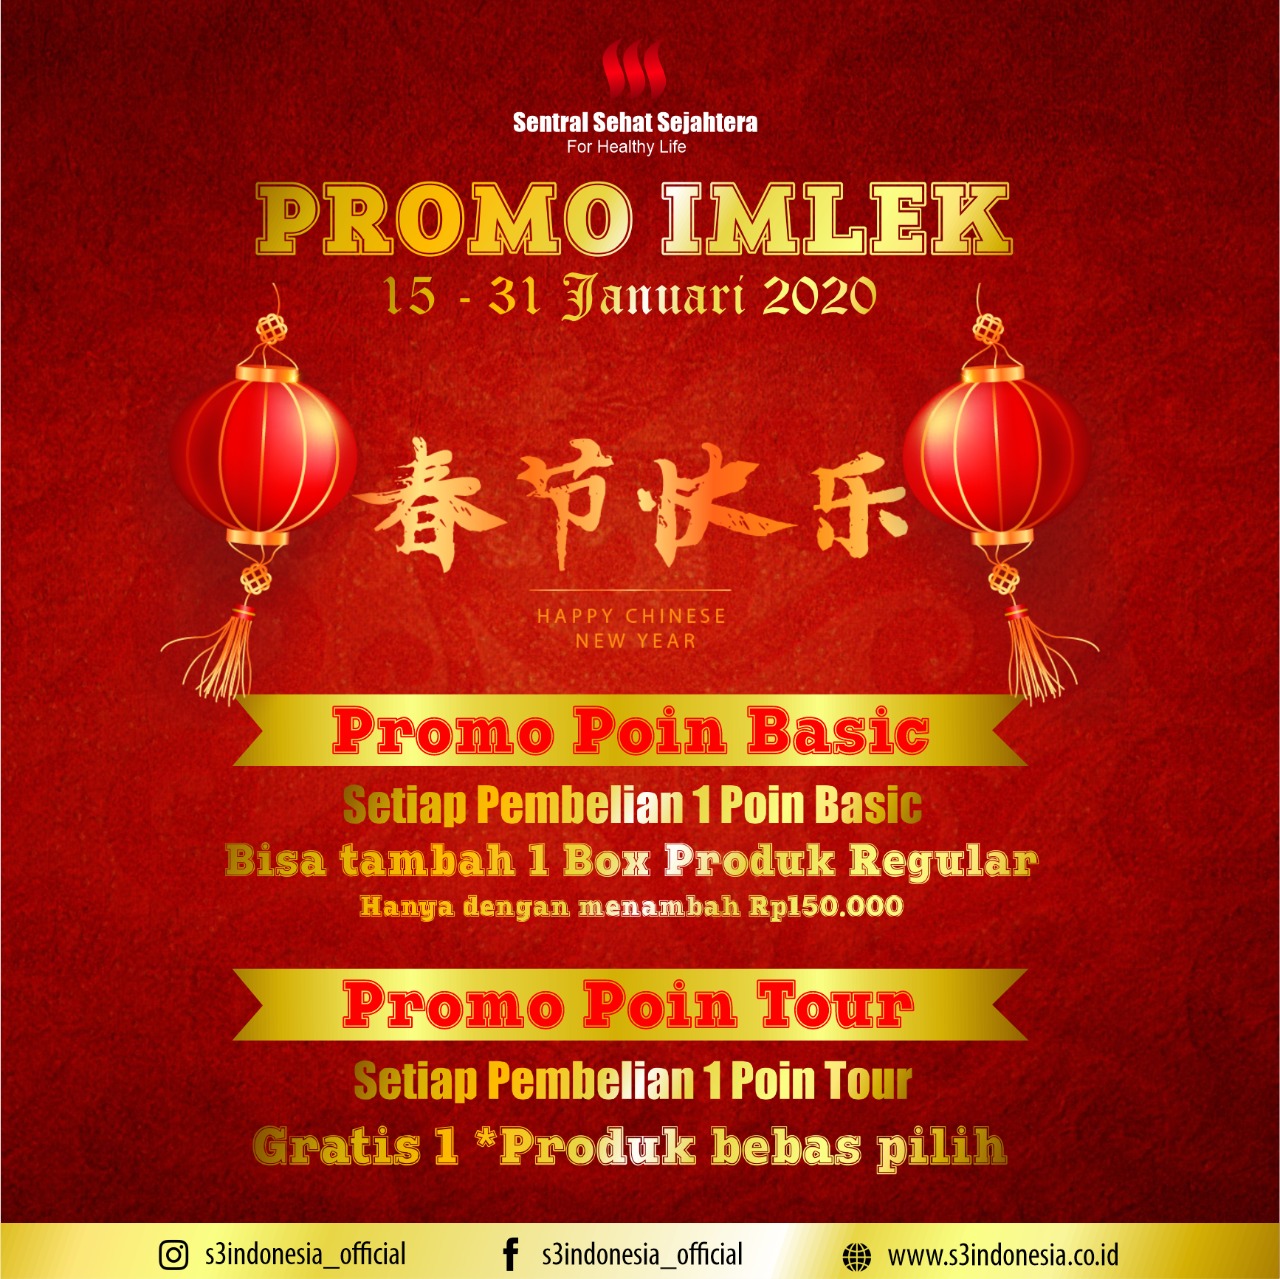 Sentral Sehat Sejahtera
For Healthy Life
PROMO IMLEK
15 - 31 Januari 2020
春节快乐
HAPPY CHINESE
NEW YEAR
Promo Poin Basic
Setiap Pembelian 1 Poin Basic
Bisa tambah 1 Box Produk Regular
Hanya dengan menambah Rp150.000
Promo Poin Tour
Setiap Pembelian 1 Poin Tour
Gratis 1 *Produk bebas pilih
s3indonesia_official s3indonesia_official www.s3indonesia.co.id